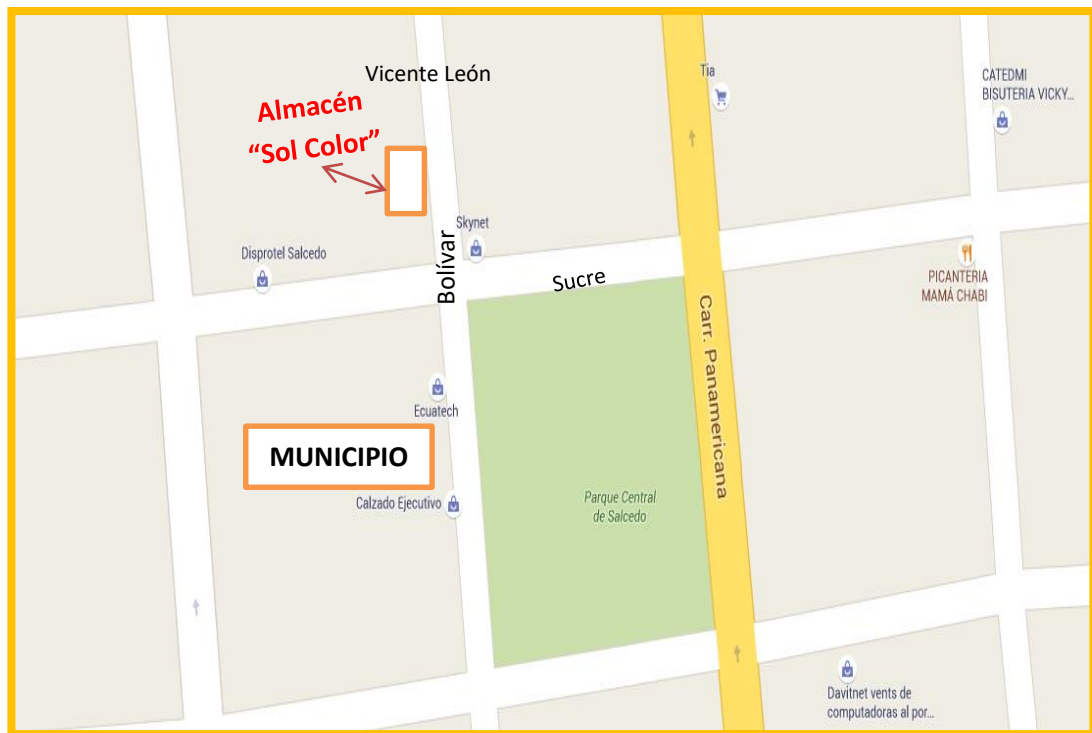 Vicente León
Almacén
“Sol Color”
Tia
CATEDMI
BISUTERIA VICKY...
Skynet
Disprotel Salcedo
Bolívar
Sucre
PICANTERIA
MAMÁ CHABI
Carr. Panamericana
Ecuatech
MUNICIPIO
Calzado Ejecutivo
Parque Central
de Salcedo
Davitnet vents de
computadoras al por...